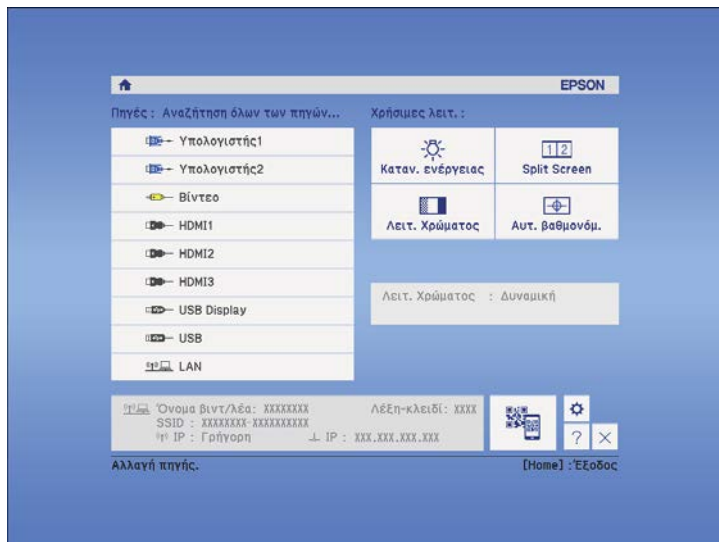 EPSON
Πηγές : Αναζήτηση όλων των πηγών...
Υπολογιστής1
Υπολογιστής2
Βίντεο
HDMI1
HDMI2
HDMI3
USB Display
USB
LAN
Χρήσιμες λειτ. :
Καταν. ενέργειας
1 2
Split Screen
Λειτ. Χρώματος
Αυτ. βαθμονόμ.
Λειτ. Χρώματος : Δυναμική
Όνομα βιντ/λέα: XXXXXXXX Λέξη-κλειδί: XXXX
SSID : XXXXXXXX-XXXXXXXXXX
IP : Γρήγορη IP : XXX.XXX.XXX.XXX
?
Αλλαγή πηγής. [Home] :Έξοδος